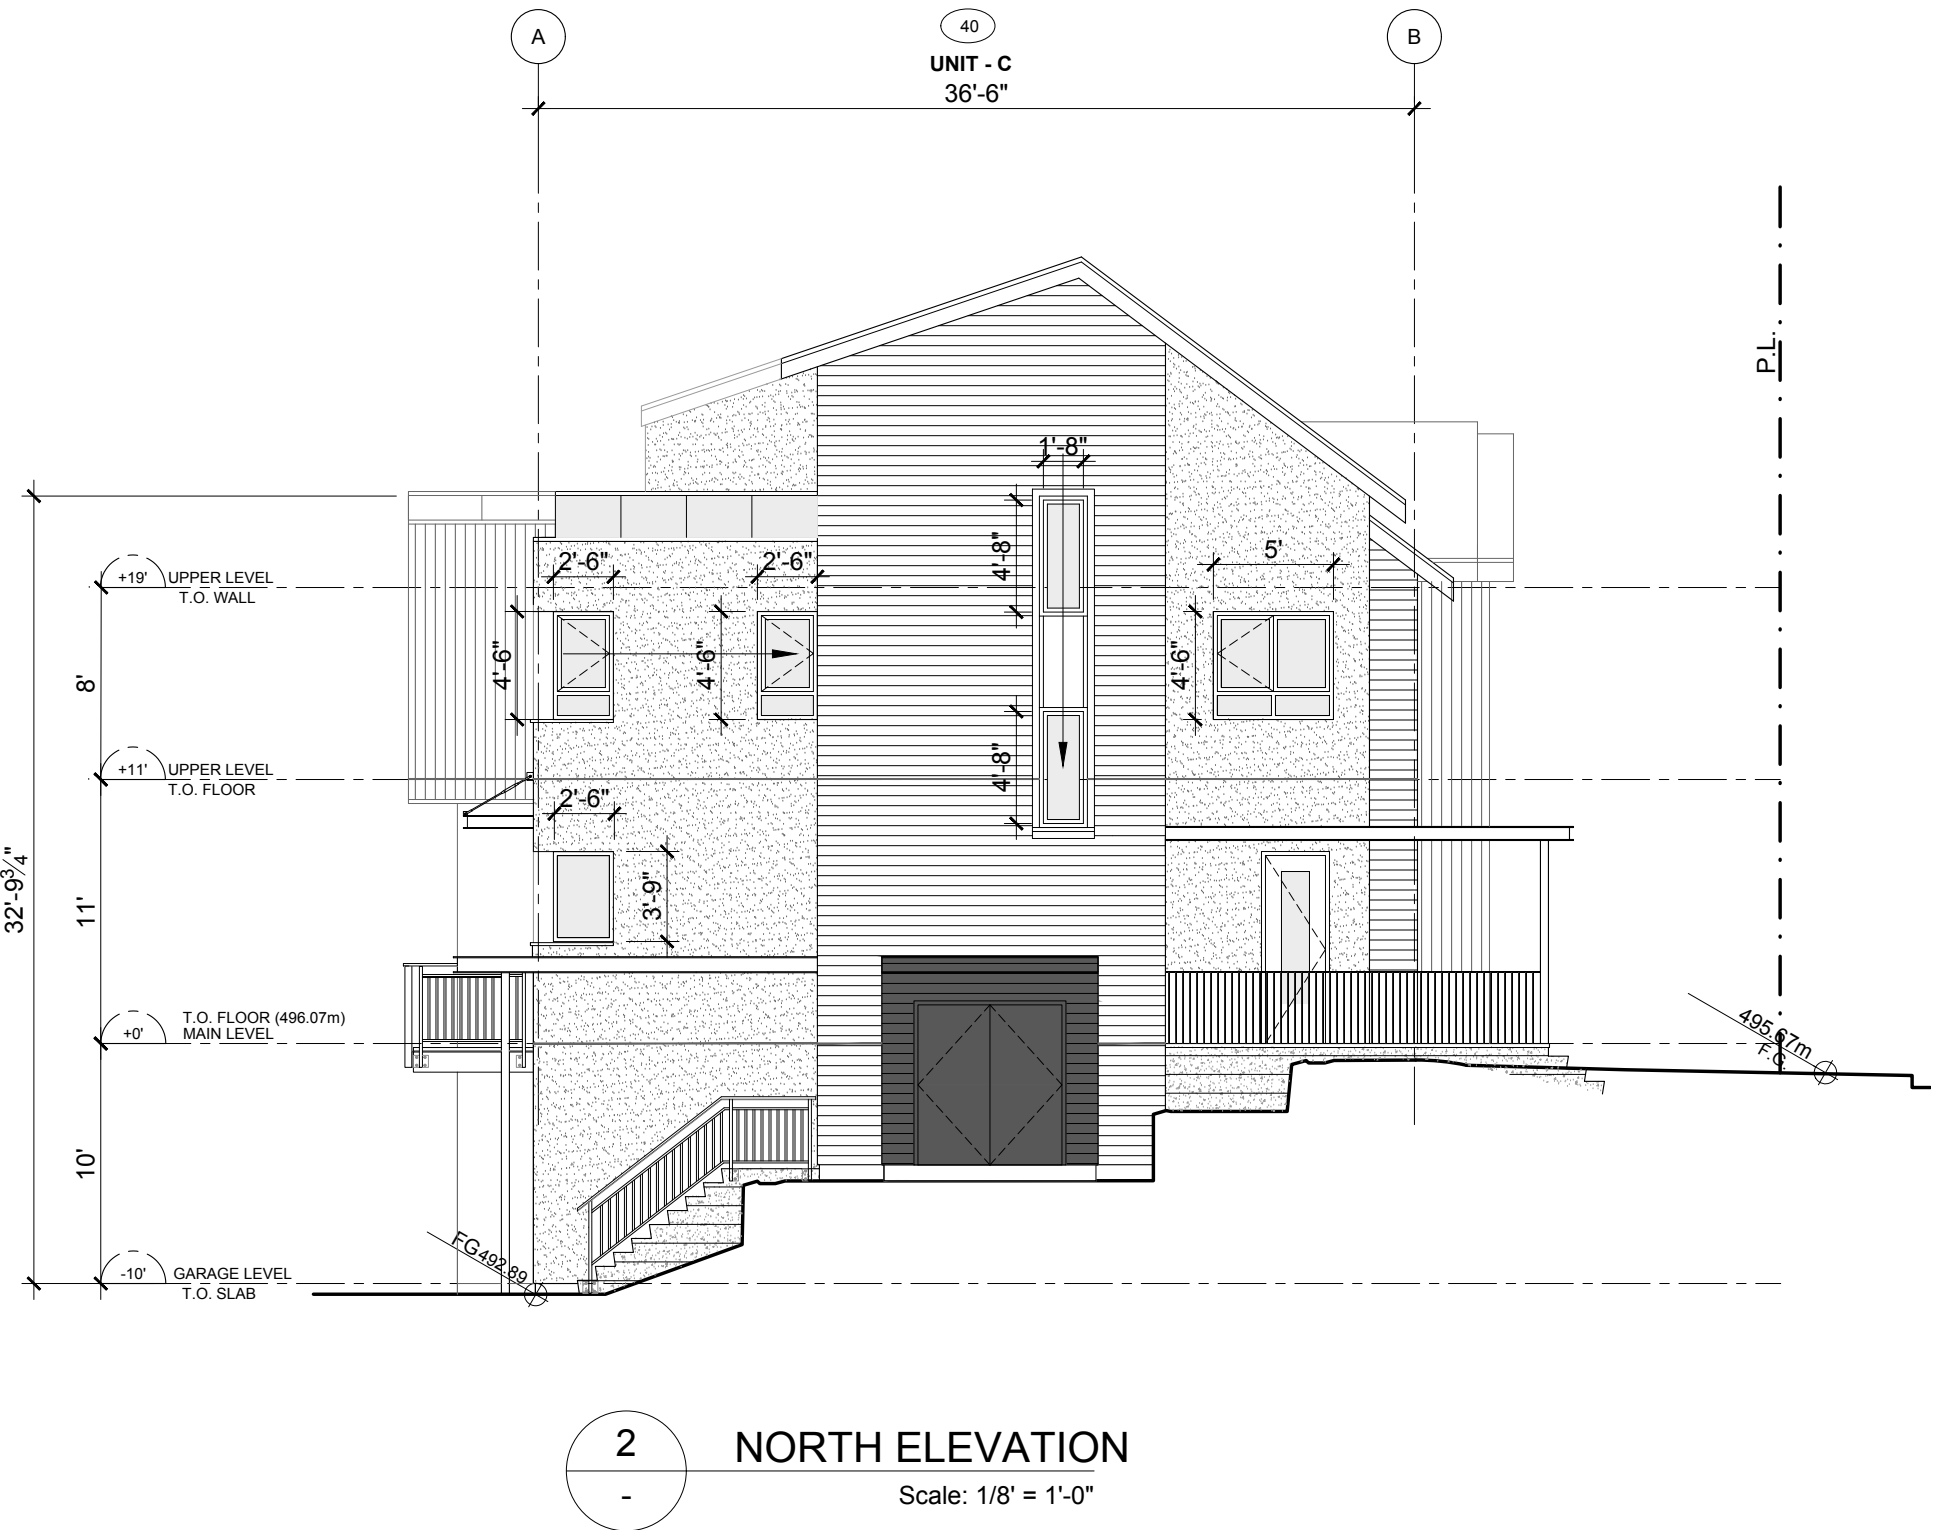 A
40
B
UNIT - C
36'-6"
P.L.
1'-8"
4'-8"
2'-6"
2'-6"
5'
+19'
UPPER LEVEL
T.O. WALL
4'-6"
4'-6"
4'-6"
8'
4'-8"
+11'
UPPER LEVEL
T.O. FLOOR
2'-6"
32'-9¾"
11'
3'-9"
T.O. FLOOR (496.07m)
+0'
MAIN LEVEL
495.67m
F.G.
10'
FG492.89
-10'
GARAGE LEVEL
T.O. SLAB
2
-
NORTH ELEVATION
Scale: 1/8' = 1'-0"